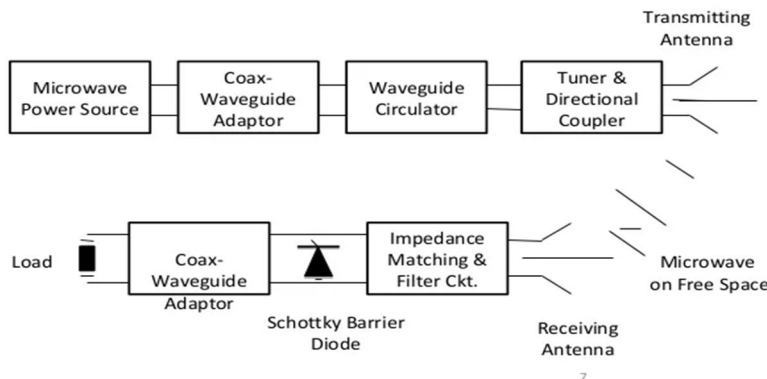 Transmitting
Antenna
Microwave
Power Source
Coax-
Waveguide
Adaptor
Waveguide
Circulator
Tuner &
Directional
Coupler
Load
Coax-
Waveguide
Adaptor
Schottky Barrier
Diode
Impedance
Matching &
Filter Ckt.
Receiving
Antenna
Microwave
on Free Space
7